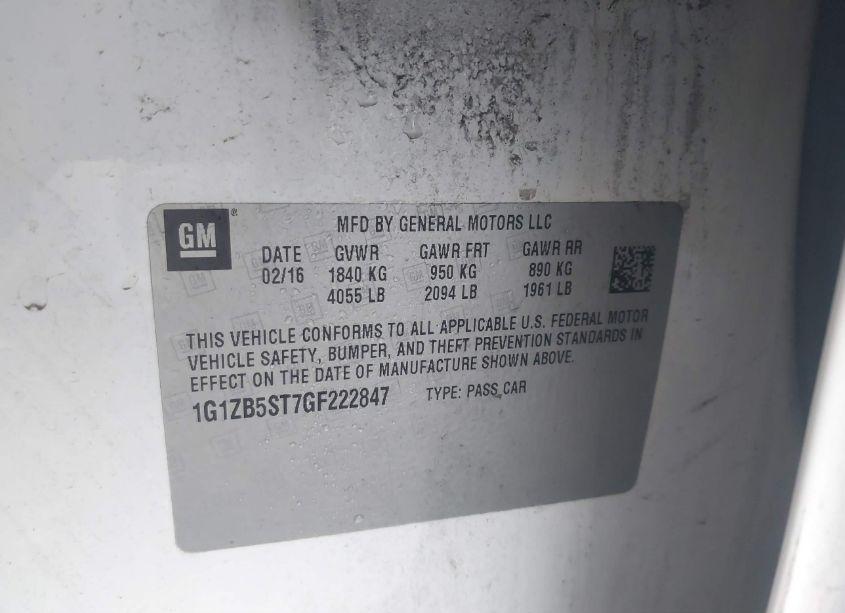 GM®
MFD BY GENERAL MOTORS LLC
DATE GVWR GAWR FRT GAWR RR
02/16 1840 KG 950 KG 890 KG
4055 LB 2094 LB 1961 LB
THIS VEHICLE CONFORMS TO ALL APPLICABLE U.S. FEDERAL MOTOR
VEHICLE SAFETY, BUMPER, AND THEFT PREVENTION STANDARDS IN
EFFECT ON THE DATE OF MANUFACTURE SHOWN ABOVE.
1G1ZB5ST7GF222847 TYPE: PASS CAR